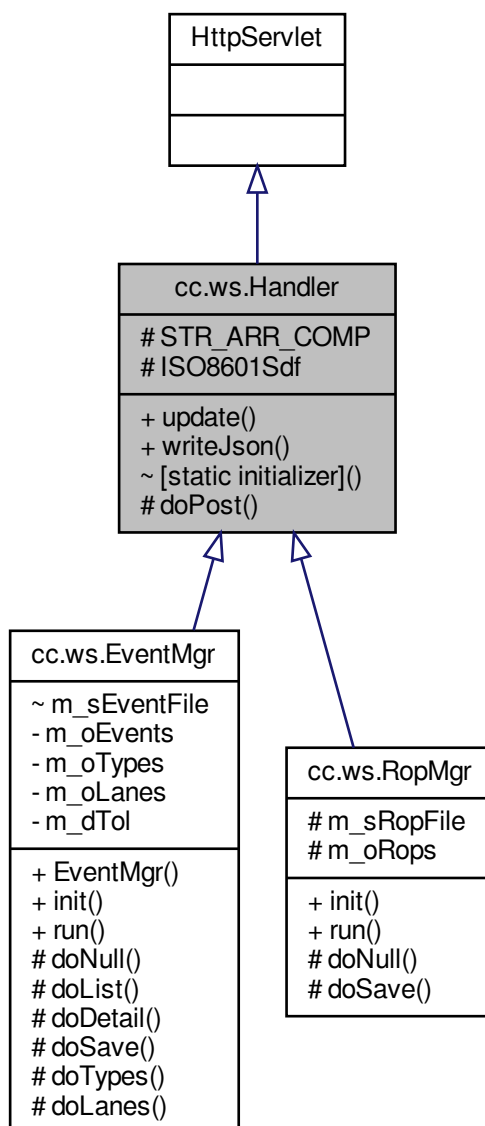 HttpServlet
cc.ws.Handler
# STR_ARR_COMP
# ISO8601Sdf
+ update()
+ writeJson()
~ [static initializer]()
# doPost()
cc.ws.EventMgr
~ m_sEventFile
- m_oEvents
- m_oTypes
- m_oLanes
- m_dTol
+ EventMgr()
+ init()
+ run()
# doNull()
# doList()
# doDetail()
# doSave()
# doTypes()
# doLanes()
cc.ws.RopMgr
# m_sRopFile
# m_oRops
+ init()
+ run()
# doNull()
# doSave()